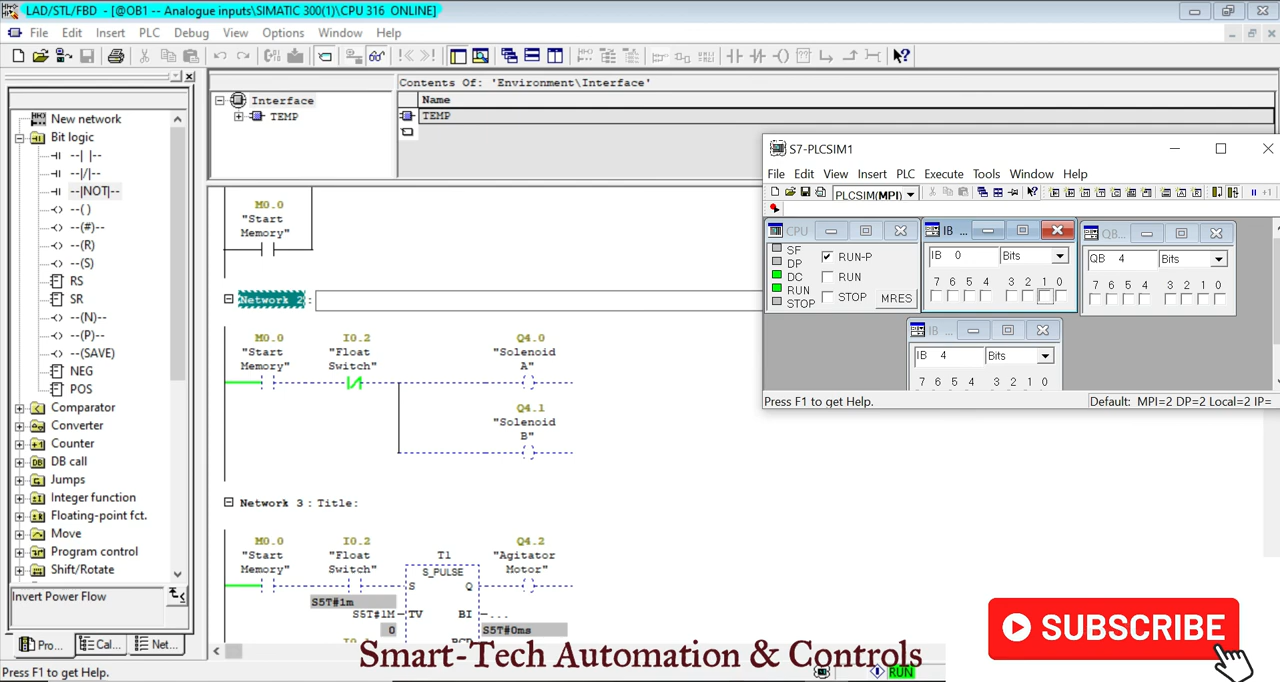 LAD/STL/FBD - [@OB1 -- Analogue inputs\SIMATIC 300(1)\CPU 316 ONLINE]
File Edit Insert PLC Debug View Options Window Help
New network
Bit logic
--| |--
--|/|--
--|NOT|--
--( )
--(#)--
--(R)
--(S)
RS
SR
--(N)--
--(P)--
--(SAVE)
NEG
POS
Comparator
Converter
Counter
DB call
Jumps
Integer function
Floating-point fct.
Move
Program control
Shift/Rotate
Invert Power Flow
Pro... Cal... Net...
Press F1 to get Help.
Interface
TEMP
Contents Of: 'Environment\Interface'
Name
TEMP
M0.0
"Start
Memory"
Network 2:
M0.0 I0.2 Q4.0
"Start "Float "Solenoid
Memory" Switch" A"
Q4.1
"Solenoid
B"
Network 3 : Title:
M0.0 I0.2 Q4.2
"Start "Float T1 "Agitator
Memory" Switch" S_PULSE Motor"
S Q
S5T#1m
S5T#1M TV BI ...
0 S5T#0ms
S7-PLCSIM1
File Edit View Insert PLC Execute Tools Window Help
PLCSIM(MPI)
+1
CPU
SF
DP
DC
RUN
STOP
RUN-P
RUN
STOP
MRES
IB ...
IB 0 Bits
7 6 5 4 3 2 1 0
QB...
QB 4 Bits
7 6 5 4 3 2 1 0
IB ...
IB 4 Bits
7 6 5 4 3 2 1 0
Press F1 to get Help. Default: MPI=2 DP=2 Local=2 IP=
SUBSCRIBE
Smart-Tech Automation & Controls
RUN